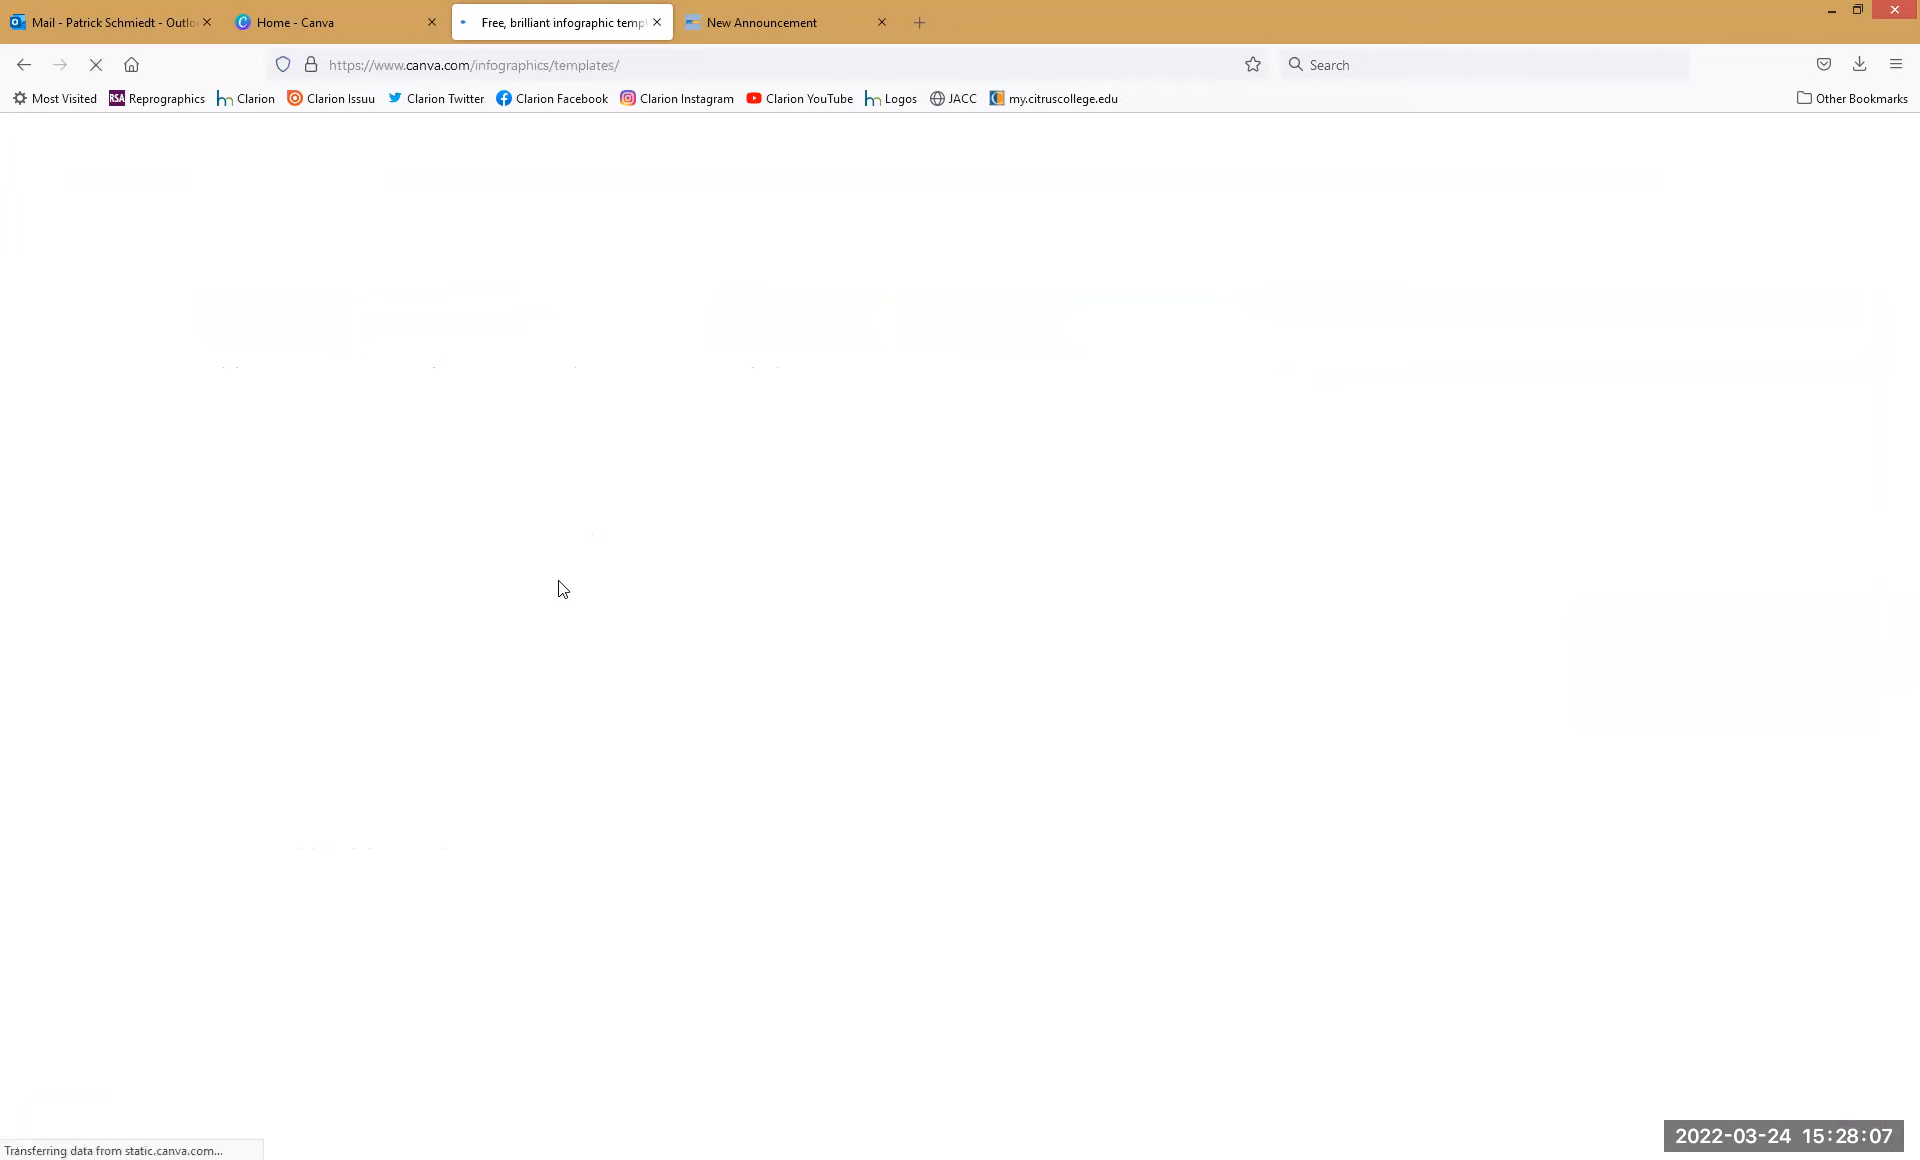 Mail - Patrick Schmiedt - Outlo
Home - Canva
Free, brilliant infographic temp
New Announcement
https://www.canva.com/infographics/templates/
Search
Most Visited
RSA Reprographics
Clarion
Clarion Issuu
Clarion Twitter
Clarion Facebook
Clarion Instagram
Clarion YouTube
Logos
JACC
my.citruscollege.edu
Other Bookmarks
Transferring data from static.canva.com...
2022-03-24 15:28:07